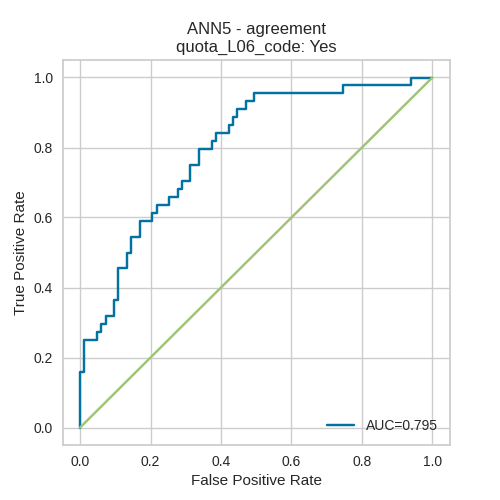 ANN5 - agreement
quota_L06_code: Yes
True Positive Rate
1.0
0.8
0.6
0.4
0.2
0.0
AUC=0.795
0.0 0.2 0.4 0.6 0.8 1.0
False Positive Rate